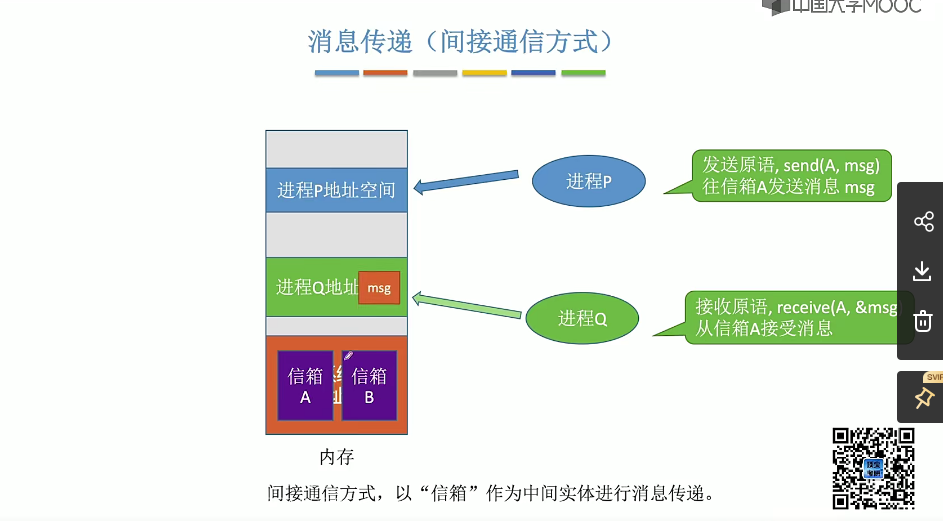 中国大学MOOC
消息传递（间接通信方式）
进程P地址空间
进程P
发送原语, send(A, msg)
往信箱A发送消息 msg
进程Q地址
msg
进程Q
接收原语, receive(A, &msg)
从信箱A接受消息
信箱
A
信箱
B
SVIP
内存
间接通信方式，以“信箱”作为中间实体进行消息传递。